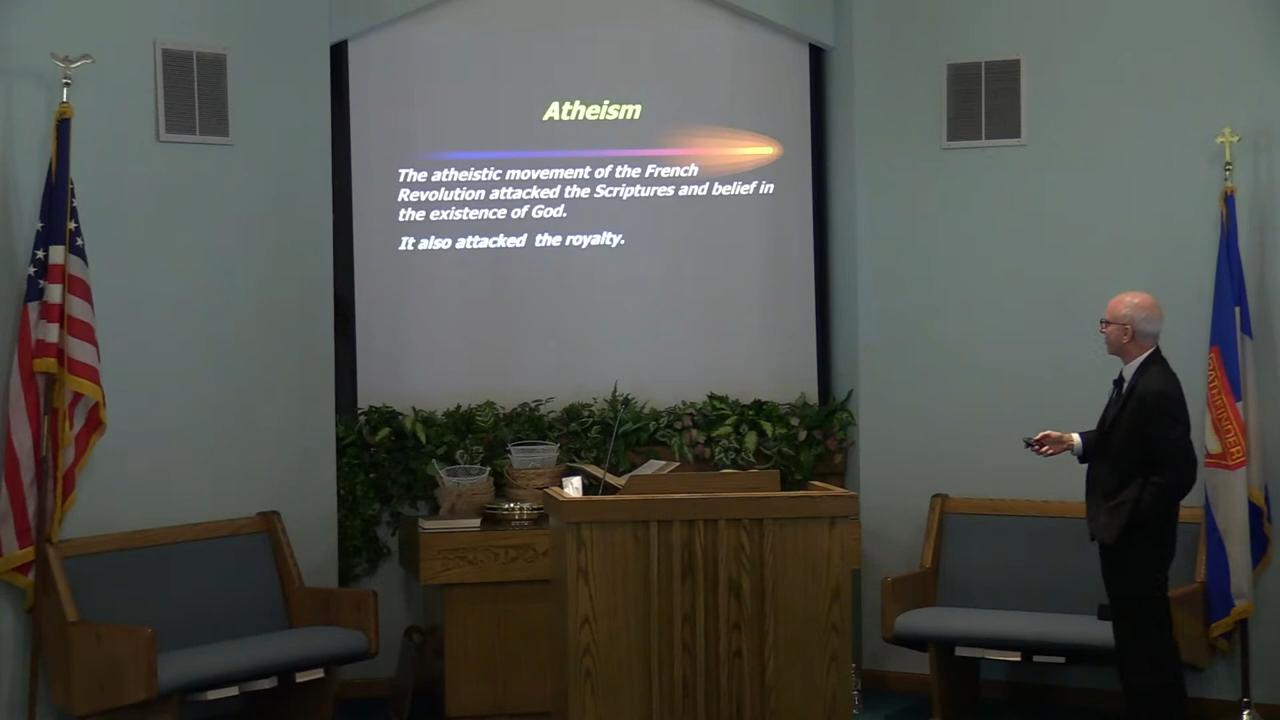 Atheism
The atheistic movement of the French
Revolution attacked the Scriptures and belief in
the existence of God.
It also attacked the royalty.
PATHFINDER